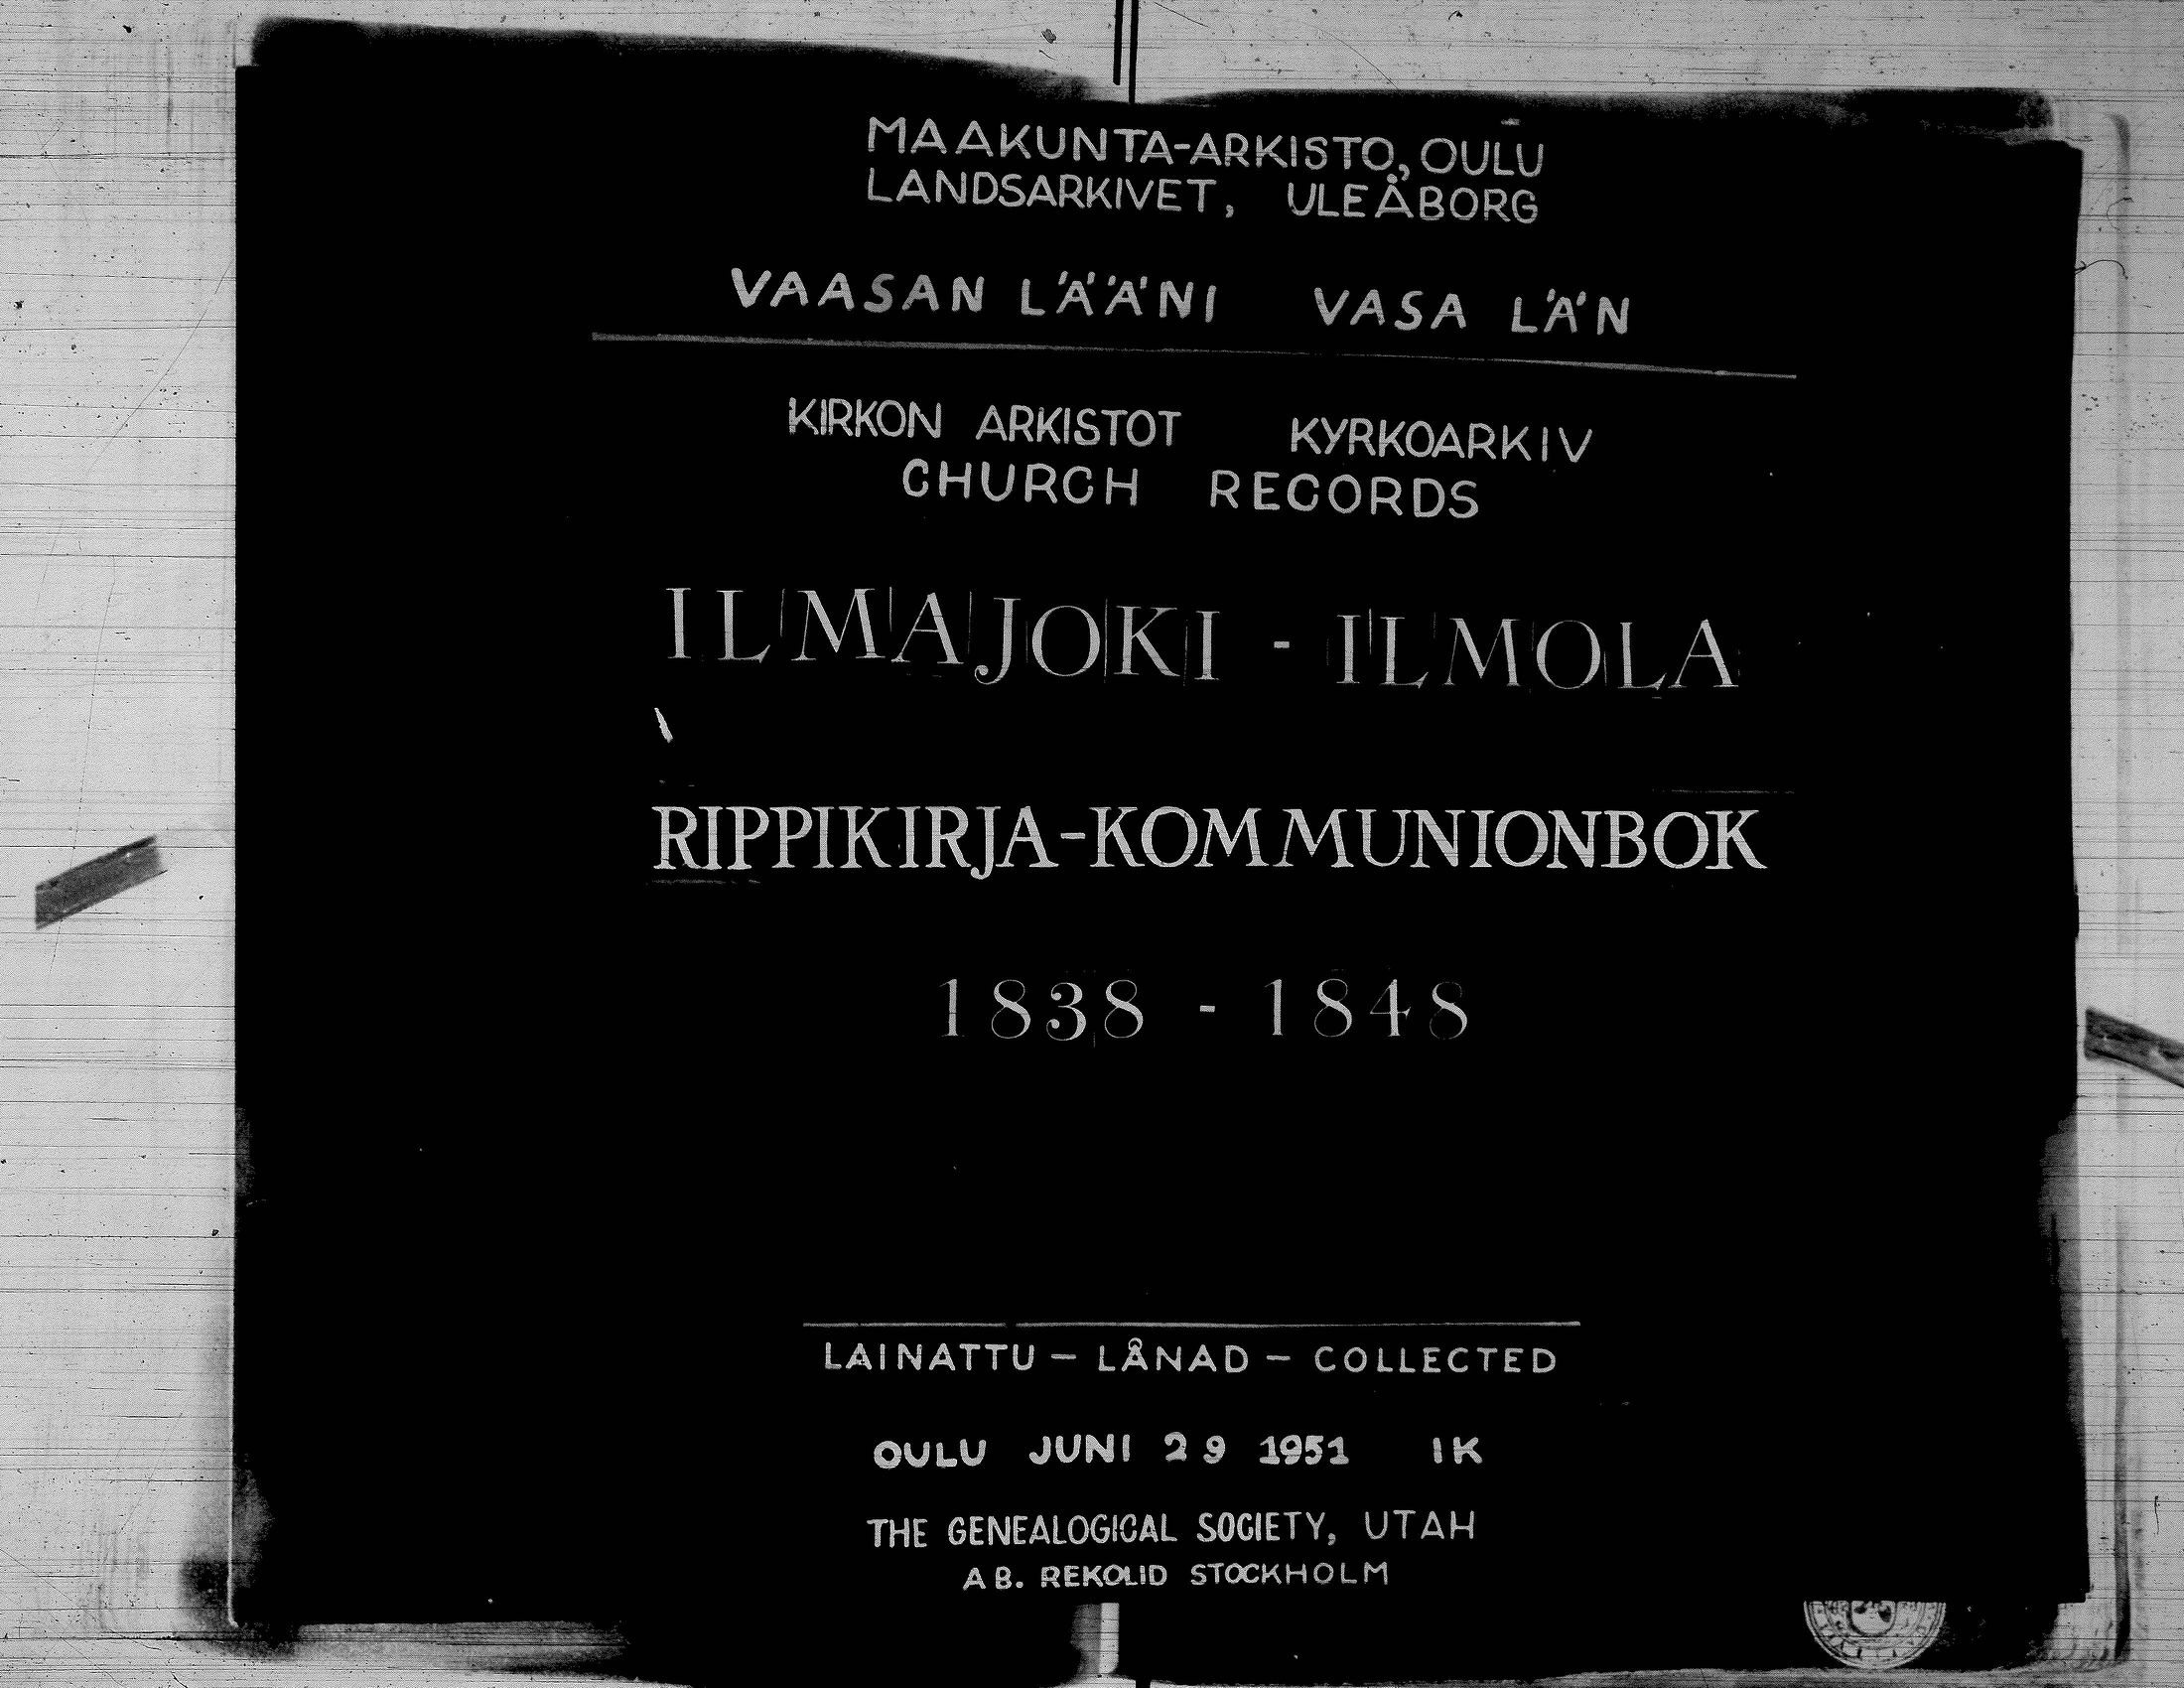 MAAKUNTA-ARKISTO, OULU
LANDSARKIVET, ULEÅBORG
VAASAN LÄÄNI VASA LÄN
KIRKON ARKISTOT KYRKOARKIV
CHURCH RECORDS
ILMAJOKI - ILMOLA
RIPPIKIRJA-KOMMUNIONBOK
1838 - 1848
LAINATTU — LÅNAD — COLLECTED
OULU JUNI 29 1951 IK
THE GENEALOGICAL SOCIETY, UTAH
AB. REKOLID STOCKHOLM